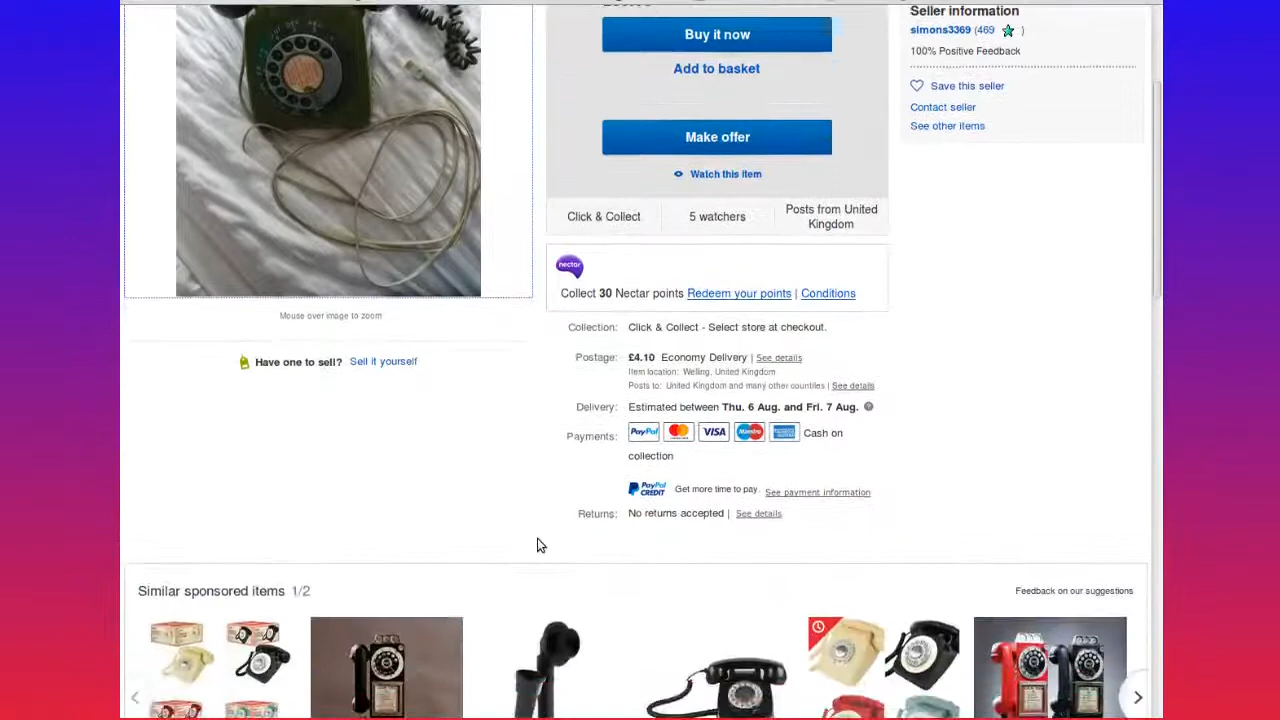 Buy it now
Add to basket
Make offer
Watch this item
Click & Collect
5 watchers
Posts from United
Kingdom
nectar
Collect 30 Nectar points Redeem your points | Conditions
Collection: Click & Collect - Select store at checkout.
Postage: £4.10 Economy Delivery | See details
Item location: Welling, United Kingdom
Posts to: United Kingdom and many other countries | See details
Delivery: Estimated between Thu. 6 Aug. and Fri. 7 Aug.
Payments: PayPal VISA Maestro Cash on
collection
PayPal CREDIT Get more time to pay. See payment information
Returns: No returns accepted | See details
Seller information
simons3369 (469 )
100% Positive Feedback
Save this seller
Contact seller
See other items
Mouse over image to zoom
Have one to sell? Sell it yourself
Similar sponsored items 1/2
Feedback on our suggestions